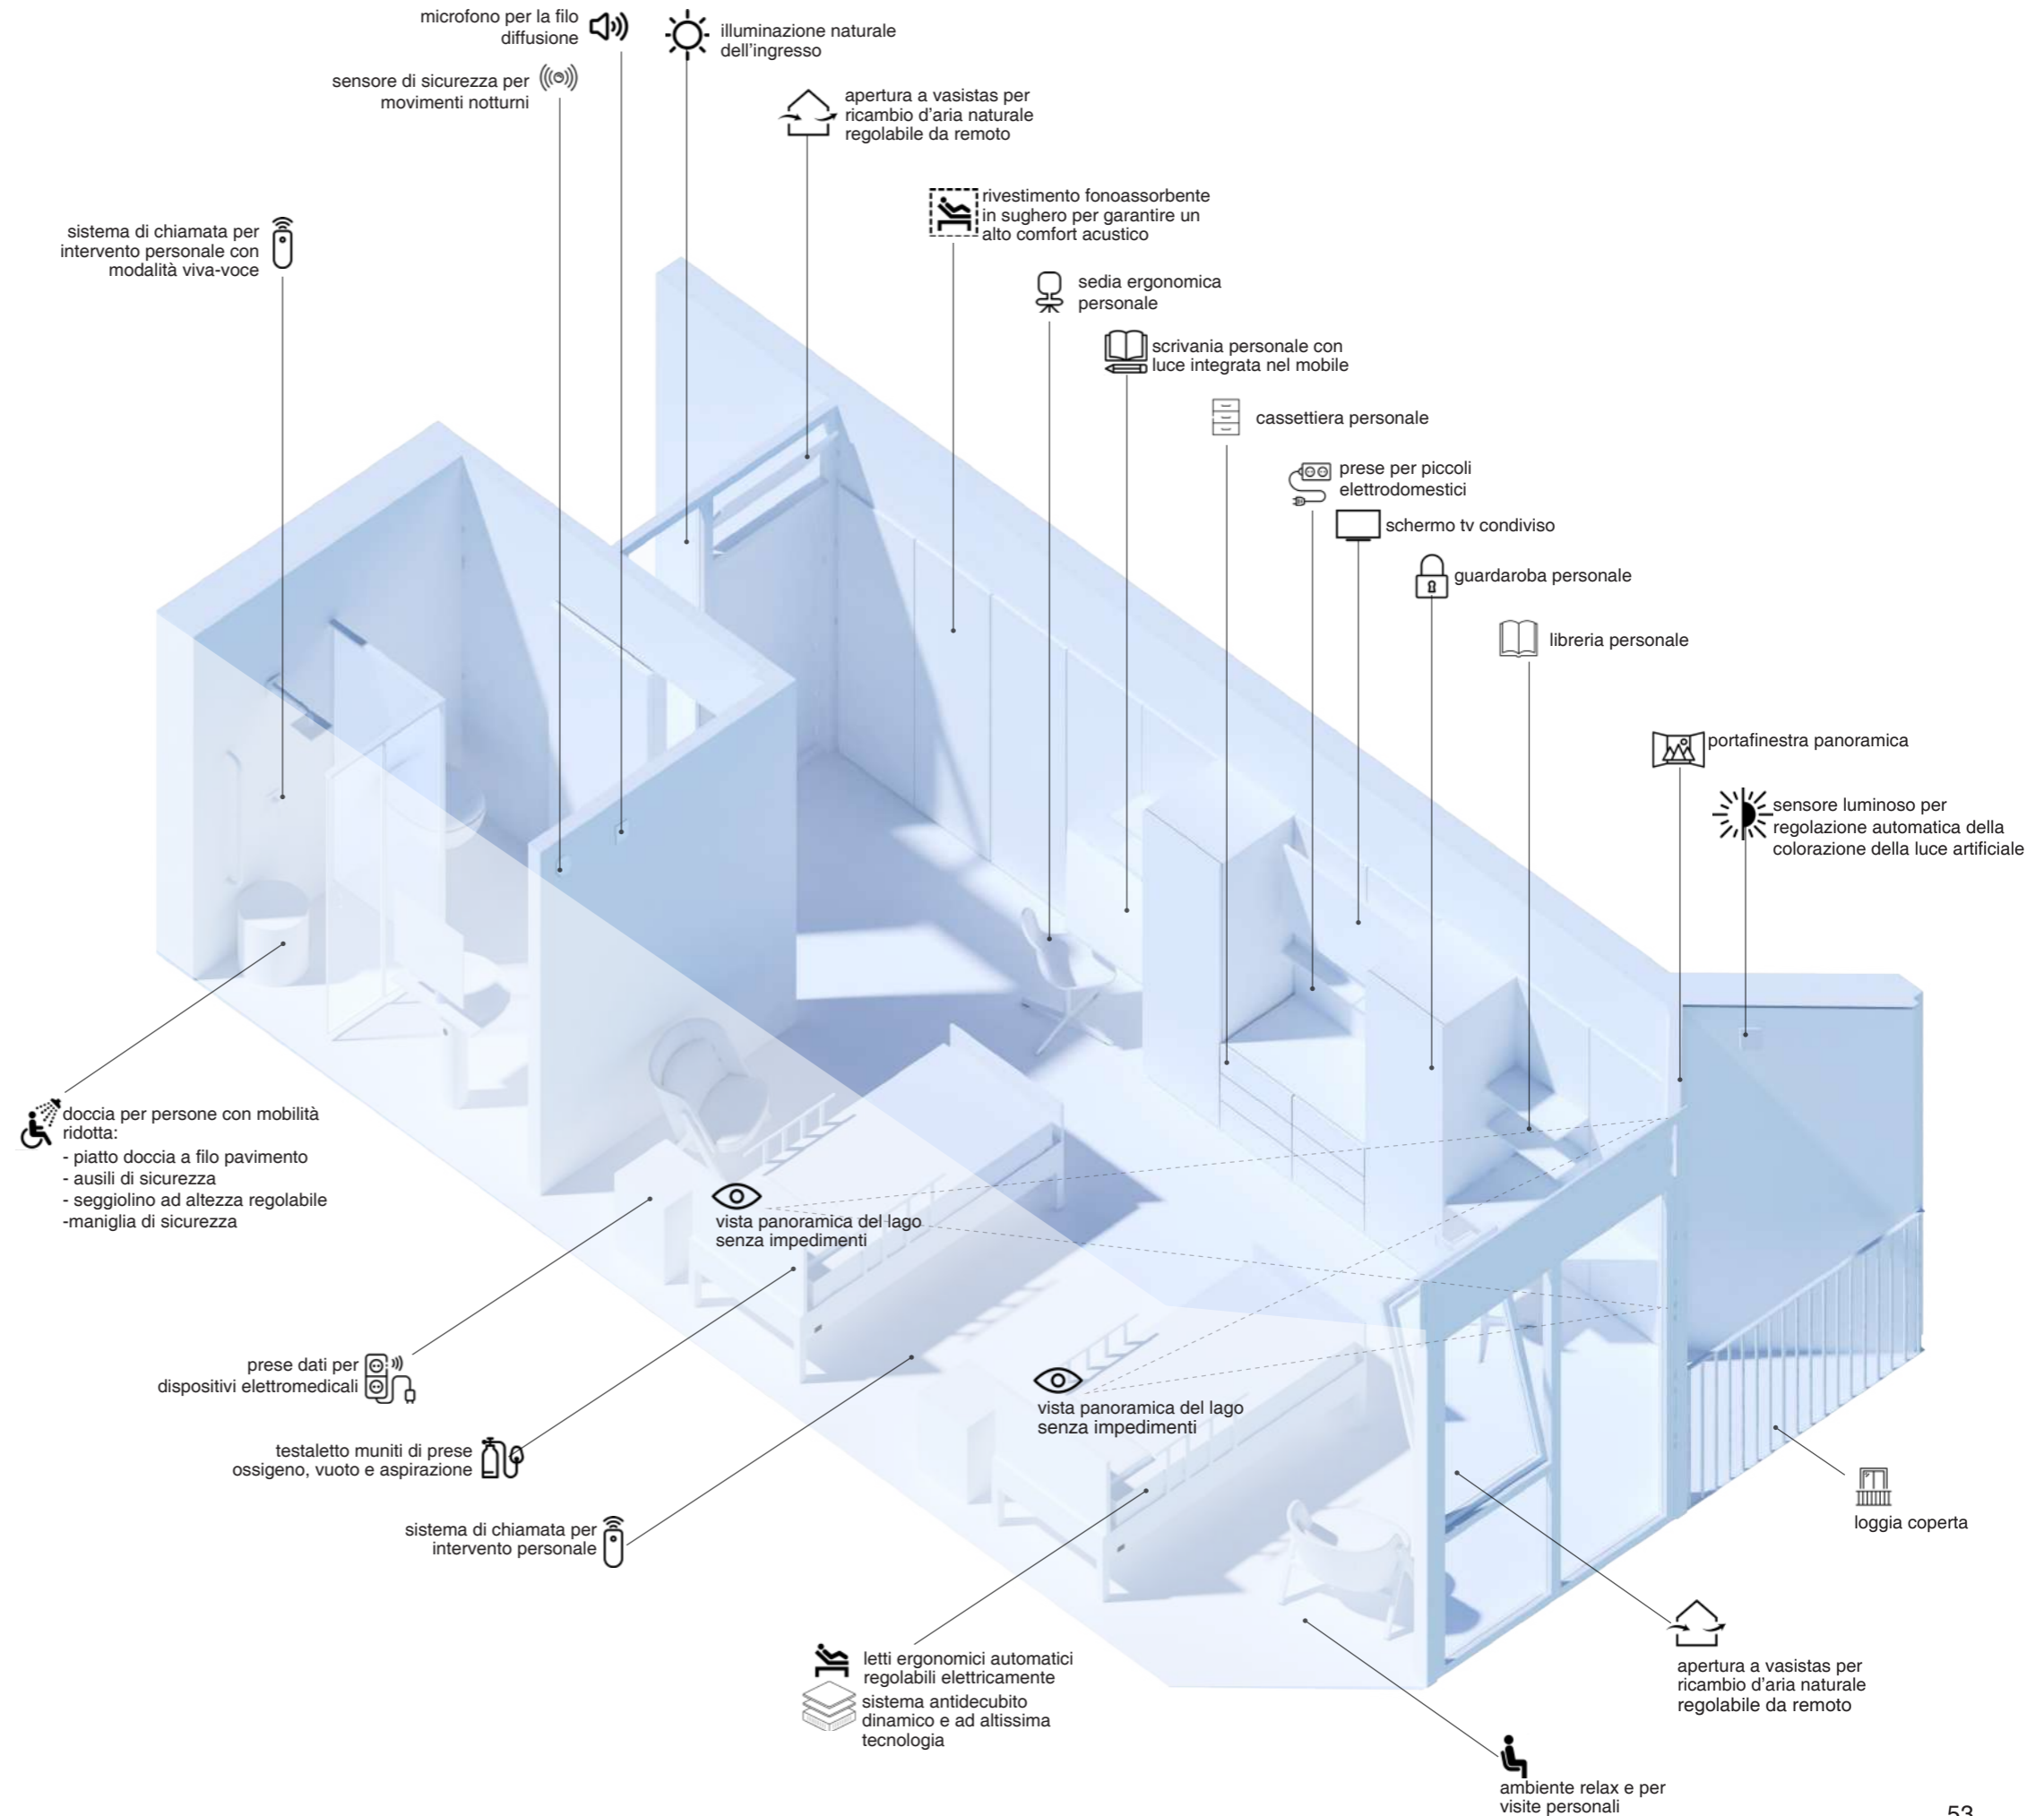 microfono per la filo
diffusione
illuminazione naturale
dell'ingresso
sensore di sicurezza per
movimenti notturni
apertura a vasistas per
ricambio d'aria naturale
regolabile da remoto
rivestimento fonoassorbente
in sughero per garantire un
alto comfort acustico
sistema di chiamata per
intervento personale con
modalità viva-voce
sedia ergonomica
personale
scrivania personale con
luce integrata nel mobile
cassettiera personale
prese per piccoli
elettrodomestici
schermo tv condiviso
guardaroba personale
libreria personale
portafinestra panoramica
sensore luminoso per
regolazione automatica della
colorazione della luce artificiale
doccia per persone con mobilità
ridotta:
- piatto doccia a filo pavimento
- ausili di sicurezza
- seggiolino ad altezza regolabile
-maniglia di sicurezza
vista panoramica del lago
senza impedimenti
prese dati per
dispositivi elettromedicali
vista panoramica del lago
senza impedimenti
testaletto muniti di prese
ossigeno, vuoto e aspirazione
sistema di chiamata per
intervento personale
loggia coperta
letti ergonomici automatici
regolabili elettricamente
sistema antidecubito
dinamico e ad altissima
tecnologia
apertura a vasistas per
ricambio d'aria naturale
regolabile da remoto
ambiente relax e per
visite personali
53